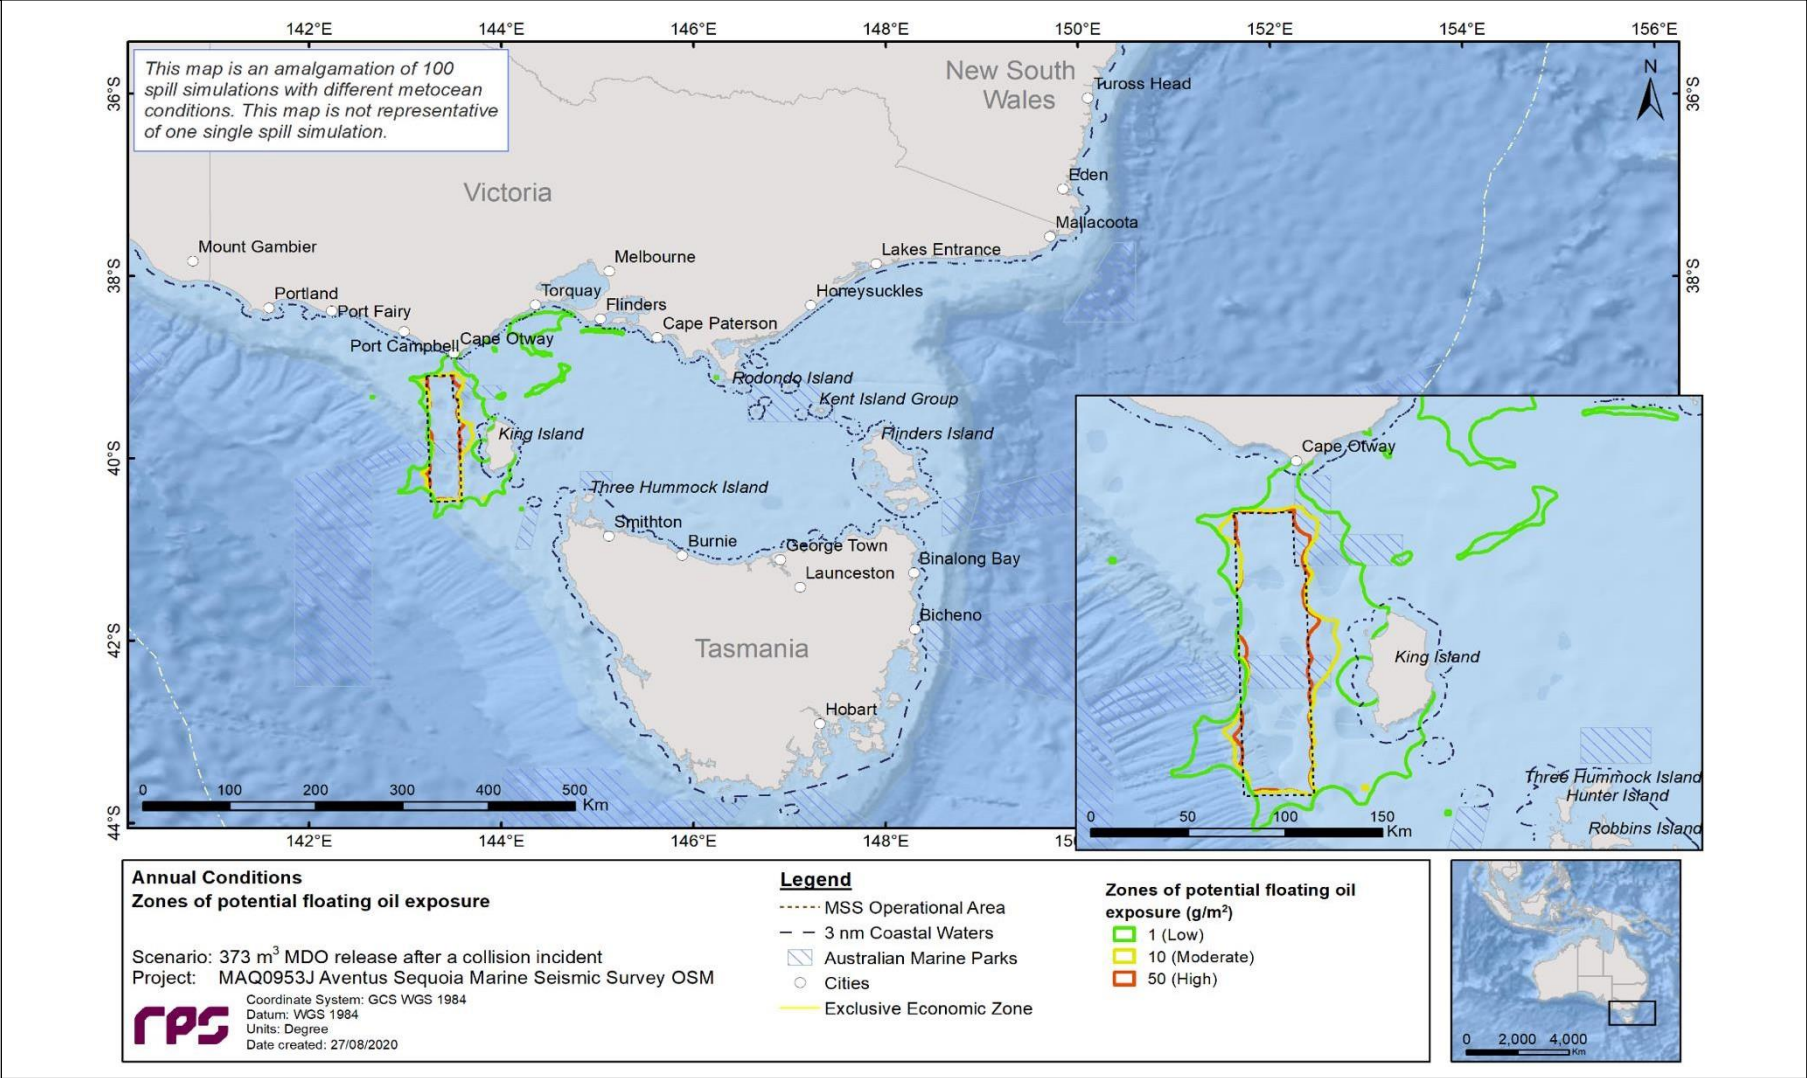 142°E 144°E 146°E 148°E 150°E 152°E 154°E 156°E
This map is an amalgamation of 100
spill simulations with different metocean
conditions. This map is not representative
of one single spill simulation.
36°S
36°S
N
New South
Wales
Tuross Head
Victoria
Eden
Mallacoota
Mount Gambier
Melbourne
Lakes Entrance
38°S
38°S
Portland
Torquay
Honeysuckles
Port Fairy
Flinders
Cape Paterson
Port Campbell
Cape Otway
Rodondo Island
Kent Island Group
King Island
Flinders Island
40°S
Three Hummock Island
Smithton
Burnie
George Town
Binalong Bay
Launceston
Bicheno
42°S
Tasmania
Hobart
0 100 200 300 400 500 Km
44°S
142°E 144°E 146°E 148°E 150
Cape Otway
King Island
Three Hummock Island
Hunter Island
Robbins Island
0 50 100 150 Km
Annual Conditions
Zones of potential floating oil exposure
Scenario: 373 m³ MDO release after a collision incident
Project: MAQ0953J Aventus Sequoia Marine Seismic Survey OSM
rps
Coordinate System: GCS WGS 1984
Datum: WGS 1984
Units: Degree
Date created: 27/08/2020
Legend
MSS Operational Area
3 nm Coastal Waters
Australian Marine Parks
Cities
Exclusive Economic Zone
Zones of potential floating oil
exposure (g/m²)
1 (Low)
10 (Moderate)
50 (High)
0 2,000 4,000
Km